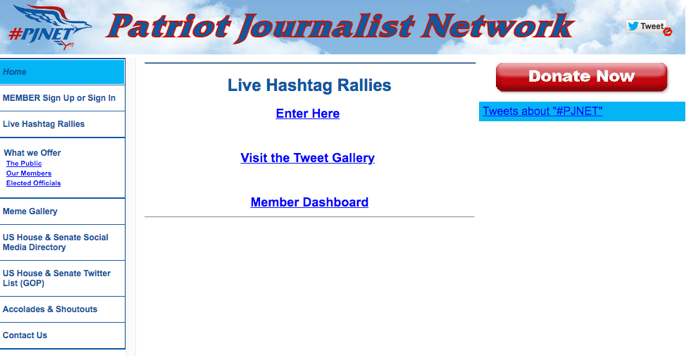 #PJNET
Patriot Journalist Network
Tweet
Home
MEMBER Sign Up or Sign In
Live Hashtag Rallies
What we Offer
The Public
Our Members
Elected Officials
Meme Gallery
US House & Senate Social
Media Directory
US House & Senate Twitter
List (GOP)
Accolades & Shoutouts
Contact Us
Live Hashtag Rallies
Enter Here
Visit the Tweet Gallery
Member Dashboard
Donate Now
Tweets about "#PJNET"